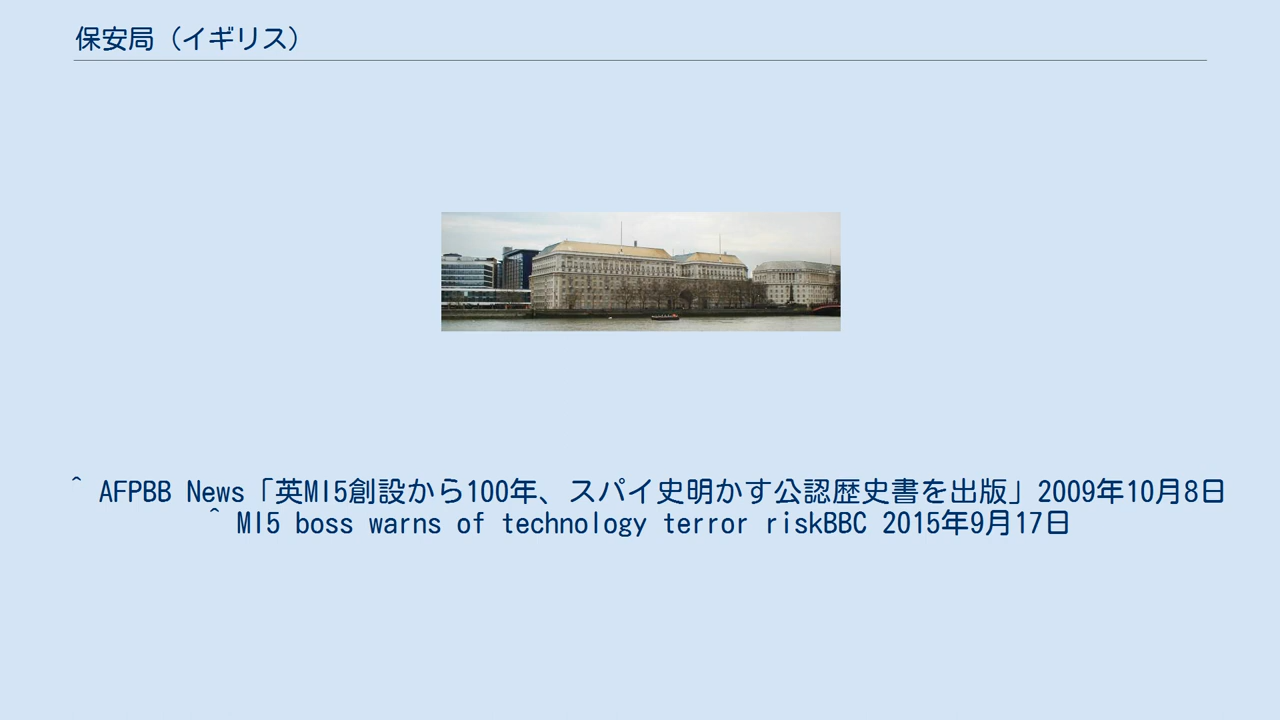 保安局（イギリス）
^ AFPBB News「英MI5創設から100年、スパイ史明かす公認歴史書を出版」2009年10月8日
^ MI5 boss warns of technology terror riskBBC 2015年9月17日